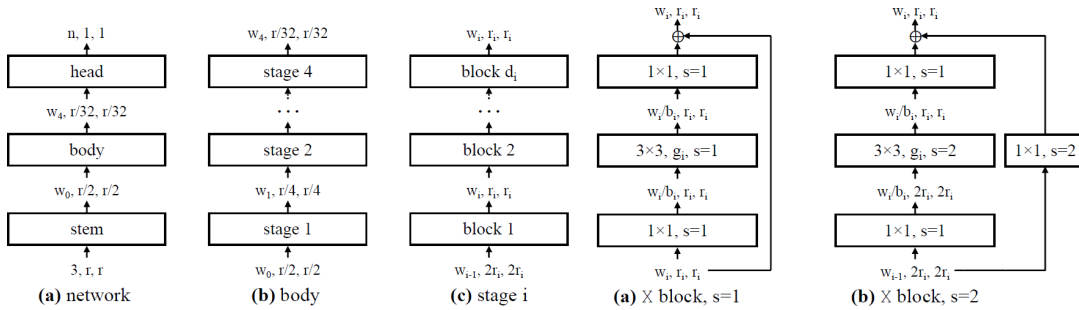 n, 1, 1
head
w₄, r/32, r/32
body
w₀, r/2, r/2
stem
3, r, r
(a) network
w₄, r/32, r/32
stage 4
...
stage 2
w₁, r/4, r/4
stage 1
w₀, r/2, r/2
(b) body
wᵢ, rᵢ, rᵢ
block dᵢ
...
block 2
wᵢ, rᵢ, rᵢ
block 1
wᵢ₋₁, 2rᵢ, 2rᵢ
(c) stage i
wᵢ, rᵢ, rᵢ
1×1, s=1
wᵢ/bᵢ, rᵢ, rᵢ
3×3, gᵢ, s=1
wᵢ/bᵢ, rᵢ, rᵢ
1×1, s=1
wᵢ, rᵢ, rᵢ
(a) X block, s=1
wᵢ, rᵢ, rᵢ
1×1, s=1
wᵢ/bᵢ, rᵢ, rᵢ
3×3, gᵢ, s=2
1×1, s=2
wᵢ/bᵢ, 2rᵢ, 2rᵢ
1×1, s=1
wᵢ₋₁, 2rᵢ, 2rᵢ
(b) X block, s=2